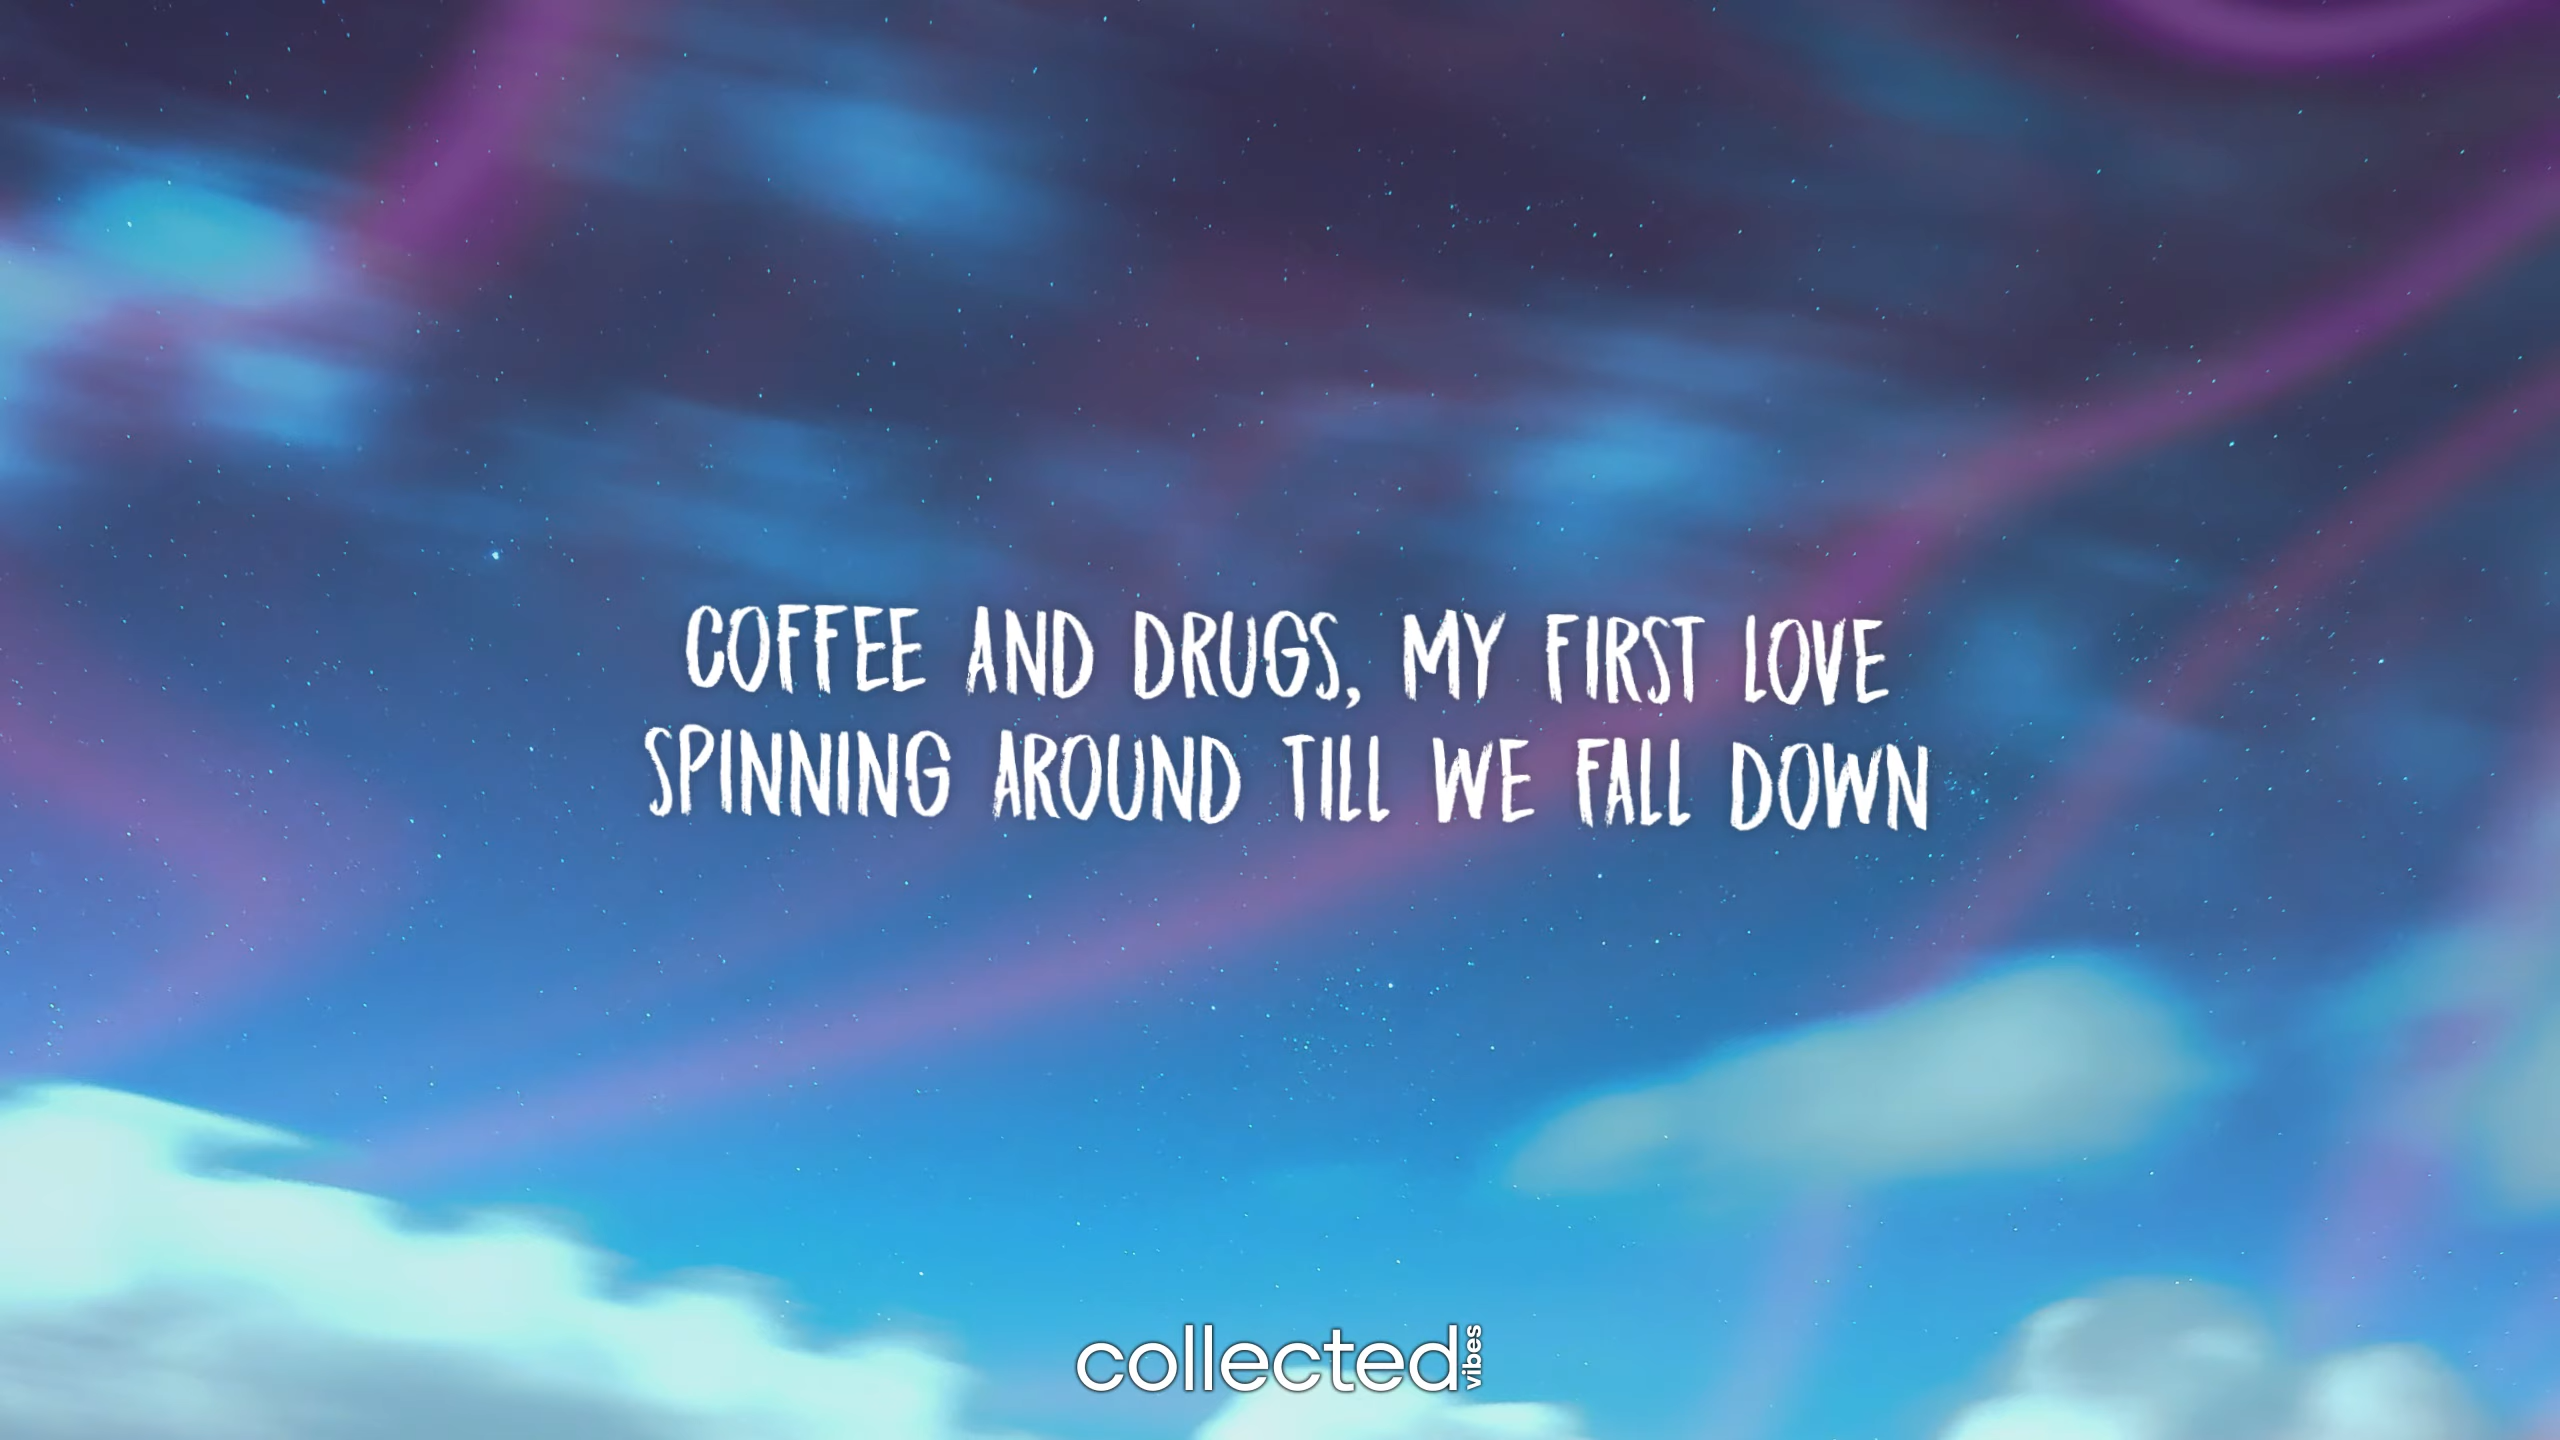 COFFEE AND DRUGS, MY FIRST LOVE
SPINNING AROUND TILL WE FALL DOWN
collected vibes